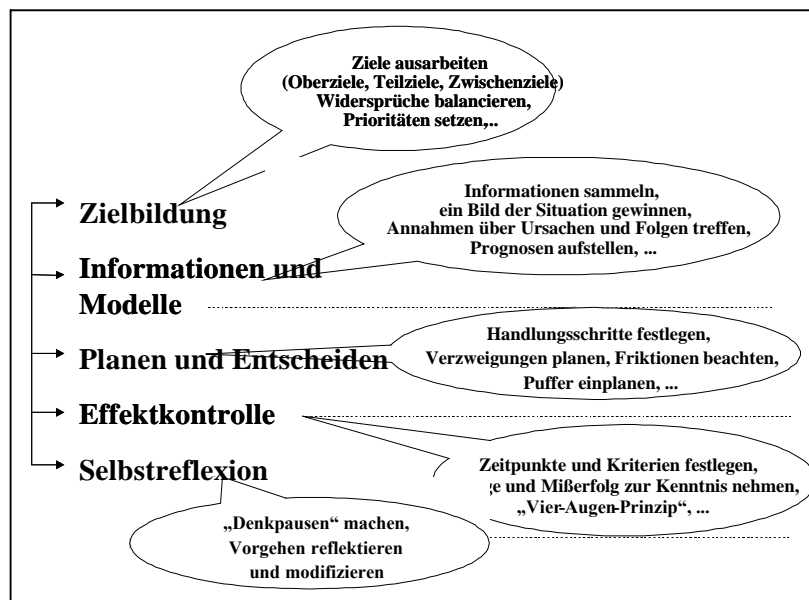 Ziele ausarbeiten
(Oberziele, Teilziele, Zwischenziele)
Widersprüche balancieren,
Prioritäten setzen,..
Zielbildung
Informationen sammeln,
ein Bild der Situation gewinnen,
Annahmen über Ursachen und Folgen treffen,
Prognosen aufstellen, ...
Informationen und
Modelle
Handlungsschritte festlegen,
Verzweigungen planen, Friktionen beachten,
Puffer einplanen, ...
Planen und Entscheiden
Effektkontrolle
Zeitpunkte und Kriterien festlegen,
ge und Mißerfolg zur Kenntnis nehmen,
„Vier-Augen-Prinzip“, ...
Selbstreflexion
„Denkpausen“ machen,
Vorgehen reflektieren
und modifizieren